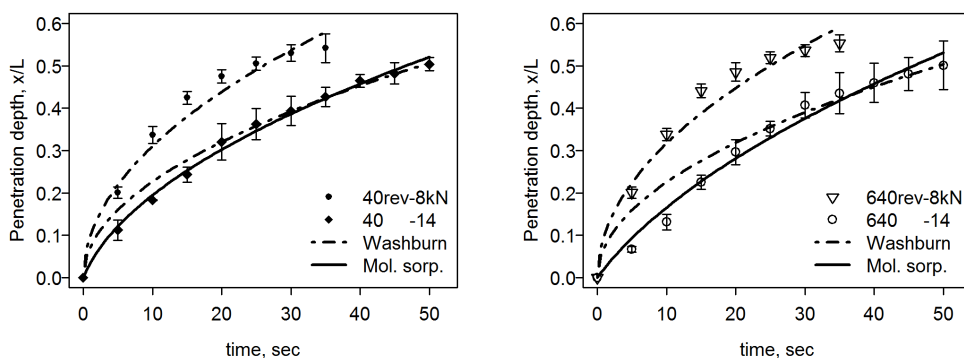 0.6
0.5
0.4
0.3
0.2
0.1
0.0
Penetration depth, x/L
40rev-8kN
40 -14
Washburn
Mol. sorp.
0 10 20 30 40 50
time, sec
0.6
0.5
0.4
0.3
0.2
0.1
0.0
Penetration depth, x/L
640rev-8kN
640 -14
Washburn
Mol. sorp.
0 10 20 30 40 50
time, sec